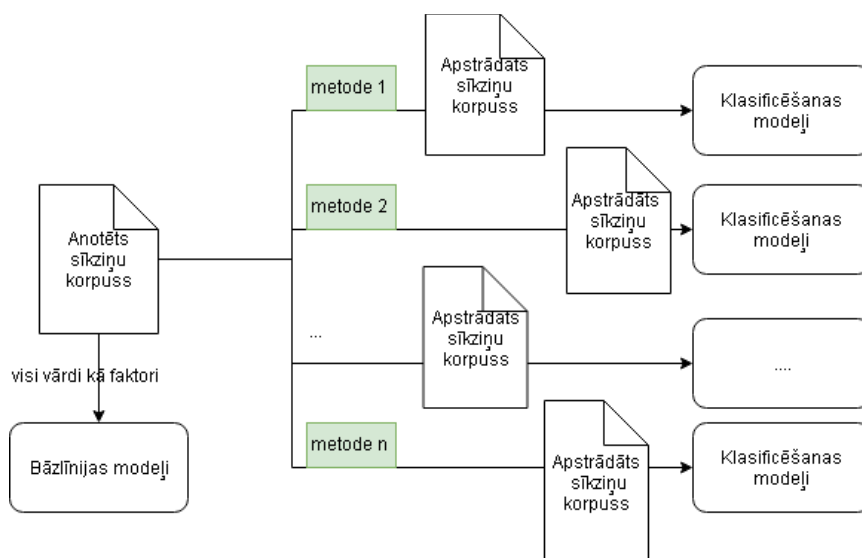 metode 1
Apstrādāts
sīkziņu
korpuss
Klasificēšanas
modeļi
metode 2
Apstrādāts
sīkziņu
korpuss
Klasificēšanas
modeļi
Anotēts
sīkziņu
korpuss
...
Apstrādāts
sīkziņu
korpuss
....
visi vārdi kā faktori
Bāzlīnijas modeļi
metode n
Apstrādāts
sīkziņu
korpuss
Klasificēšanas
modeļi